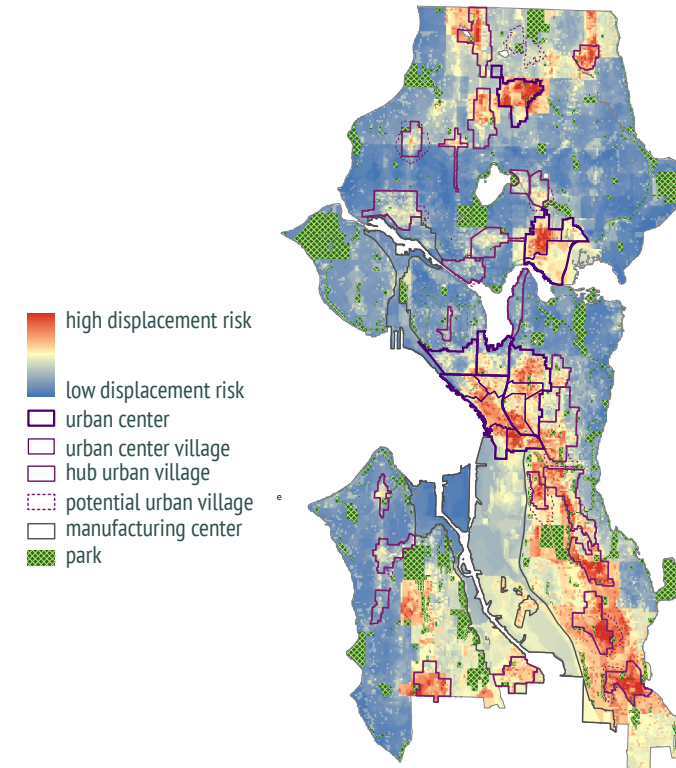 high displacement risk
low displacement risk
urban center
urban center village
hub urban village
potential urban village
e
manufacturing center
park